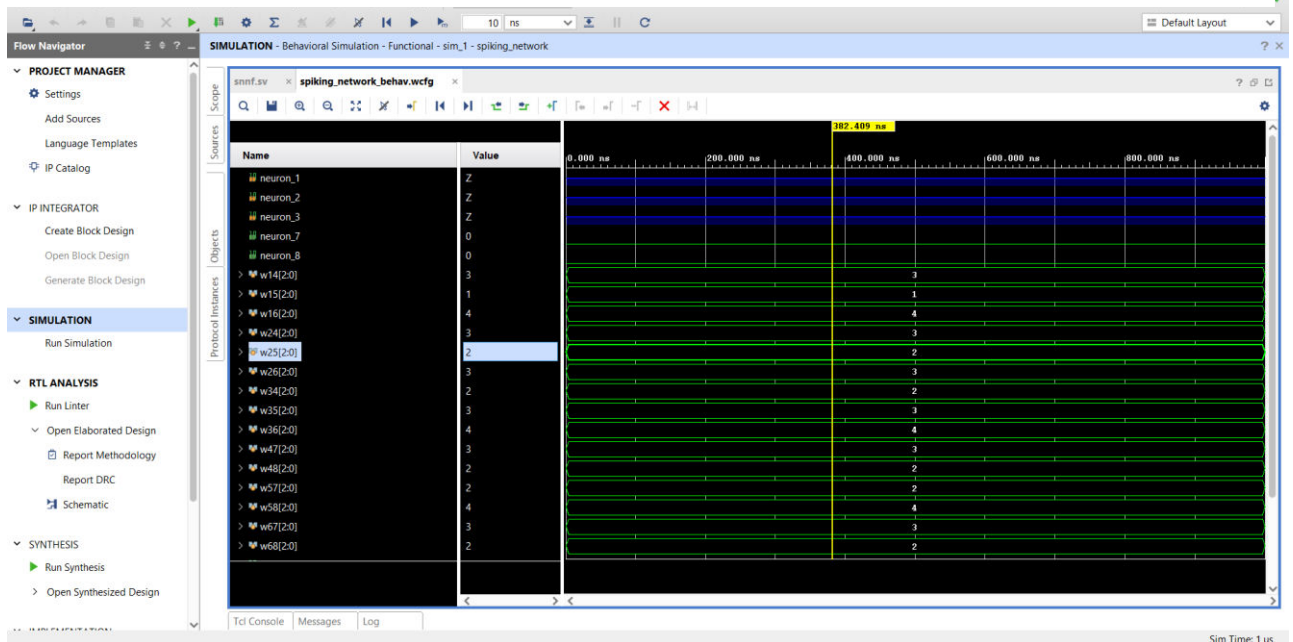 10 ns
Default Layout
Flow Navigator
?
SIMULATION - Behavioral Simulation - Functional - sim_1 - spiking_network
?
PROJECT MANAGER
Settings
Add Sources
Language Templates
IP Catalog
IP INTEGRATOR
Create Block Design
Open Block Design
Generate Block Design
SIMULATION
Run Simulation
RTL ANALYSIS
Run Linter
Open Elaborated Design
Report Methodology
Report DRC
Schematic
SYNTHESIS
Run Synthesis
Open Synthesized Design
Scope
Sources
Objects
Protocol Instances
snnf.sv
spiking_network_behav.wcfg
?
382.409 ns
Name Value 0.000 ns 200.000 ns 400.000 ns 600.000 ns 800.000 ns
neuron_1 Z
neuron_2 Z
neuron_3 Z
neuron_7 0
neuron_8 0
w14[2:0] 3 3
w15[2:0] 1 1
w16[2:0] 4 4
w24[2:0] 3 3
w25[2:0] 2 2
w26[2:0] 3 3
w34[2:0] 2 2
w35[2:0] 3 3
w36[2:0] 4 4
w47[2:0] 3 3
w48[2:0] 2 2
w57[2:0] 2 2
w58[2:0] 4 4
w67[2:0] 3 3
w68[2:0] 2 2
Tcl Console Messages Log
Sim Time: 1 us